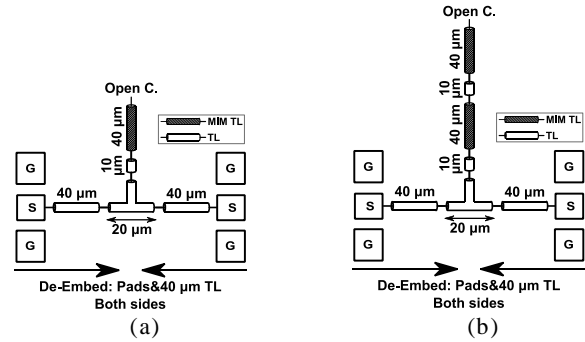 Open C.
40 µm
10 µm
MIM TL
TL
G
G
40 µm
40 µm
S
S
20 µm
G
G
De-Embed: Pads&40 µm TL
Both sides
(a)
Open C.
40 µm
10 µm
40 µm
10 µm
MIM TL
TL
G
G
40 µm
40 µm
S
S
20 µm
G
G
De-Embed: Pads&40 µm TL
Both sides
(b)